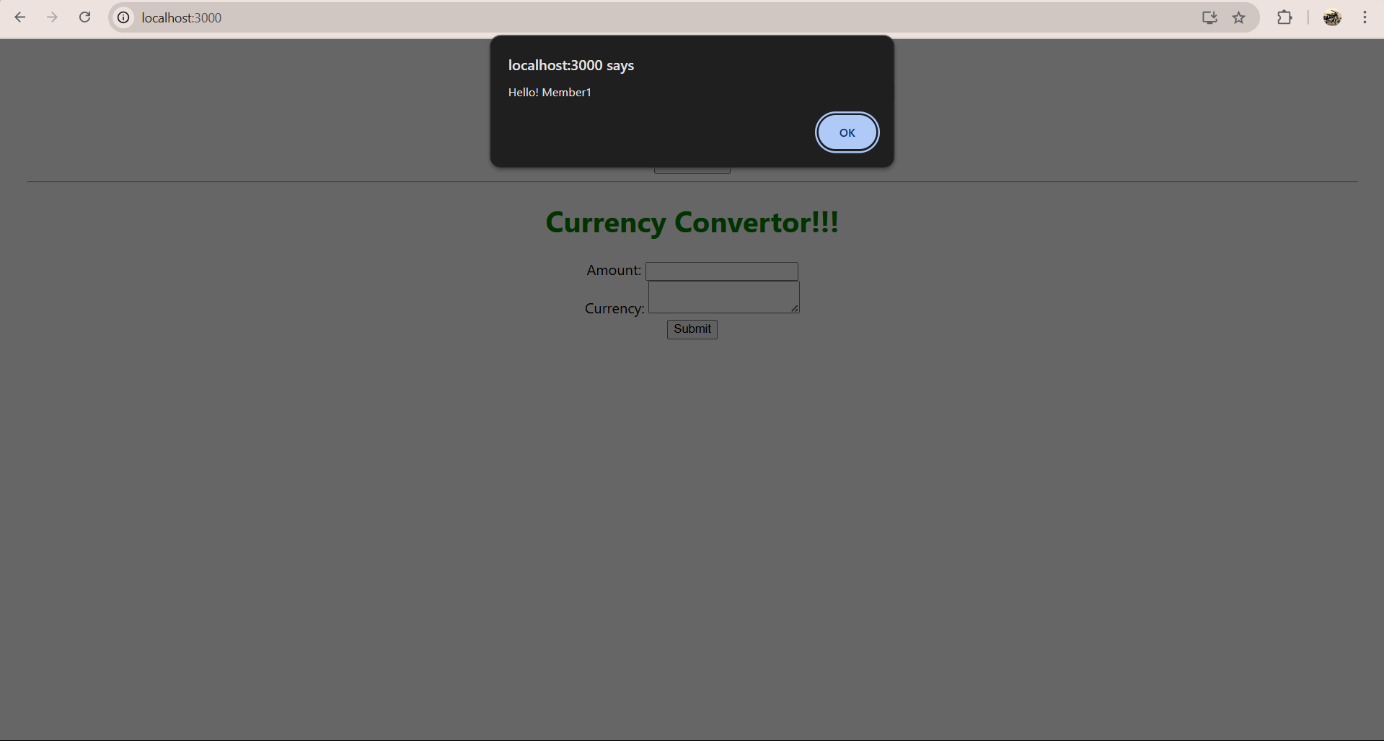 localhost:3000
localhost:3000 says
Hello! Member1
OK
Currency Convertor!!!
Amount:
Currency:
Submit